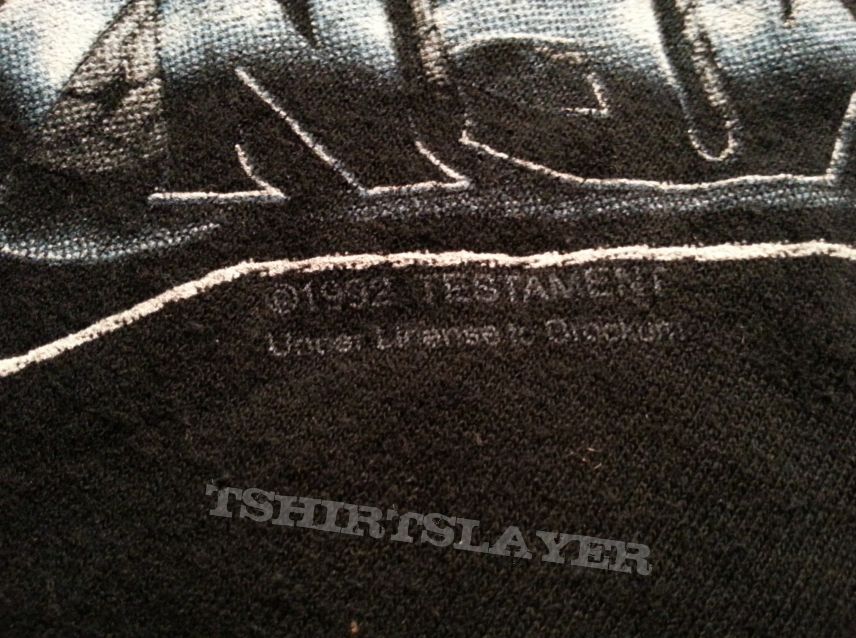 ©1992 TESTAMENT
Under License to Brockum
TSHIRTSLAYER